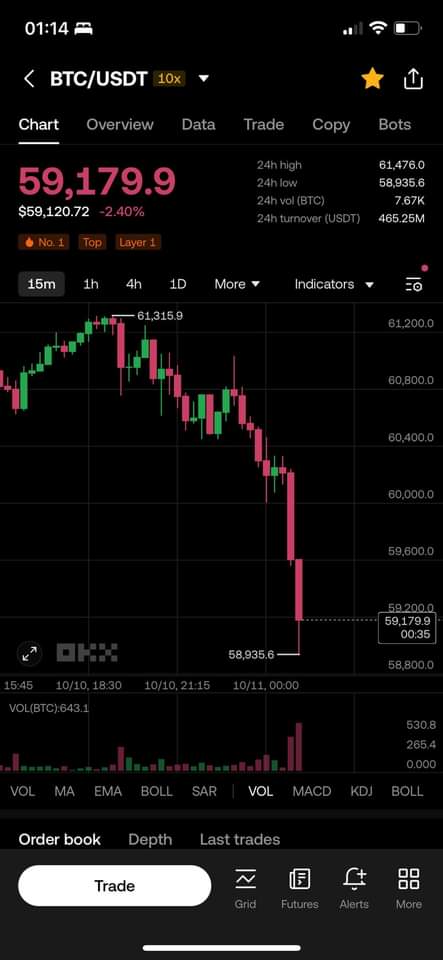 01:14
BTC/USDT 10x
Chart Overview Data Trade Copy Bots
59,179.9
$59,120.72 -2.40%
24h high 61,476.0
24h low 58,935.6
24h vol (BTC) 7.67K
24h turnover (USDT) 465.25M
No. 1 Top Layer 1
15m 1h 4h 1D More Indicators
61,315.9
61,200.0
60,800.0
60,400.0
60,000.0
59,600.0
59,200.0
59,179.9
00:35
58,935.6
58,800.0
OKX
15:45 10/10, 18:30 10/10, 21:15 10/11, 00:00
VOL(BTC):643.1
530.8
265.4
0.000
VOL MA EMA BOLL SAR VOL MACD KDJ BOLL
Order book Depth Last trades
Trade
Grid Futures Alerts More